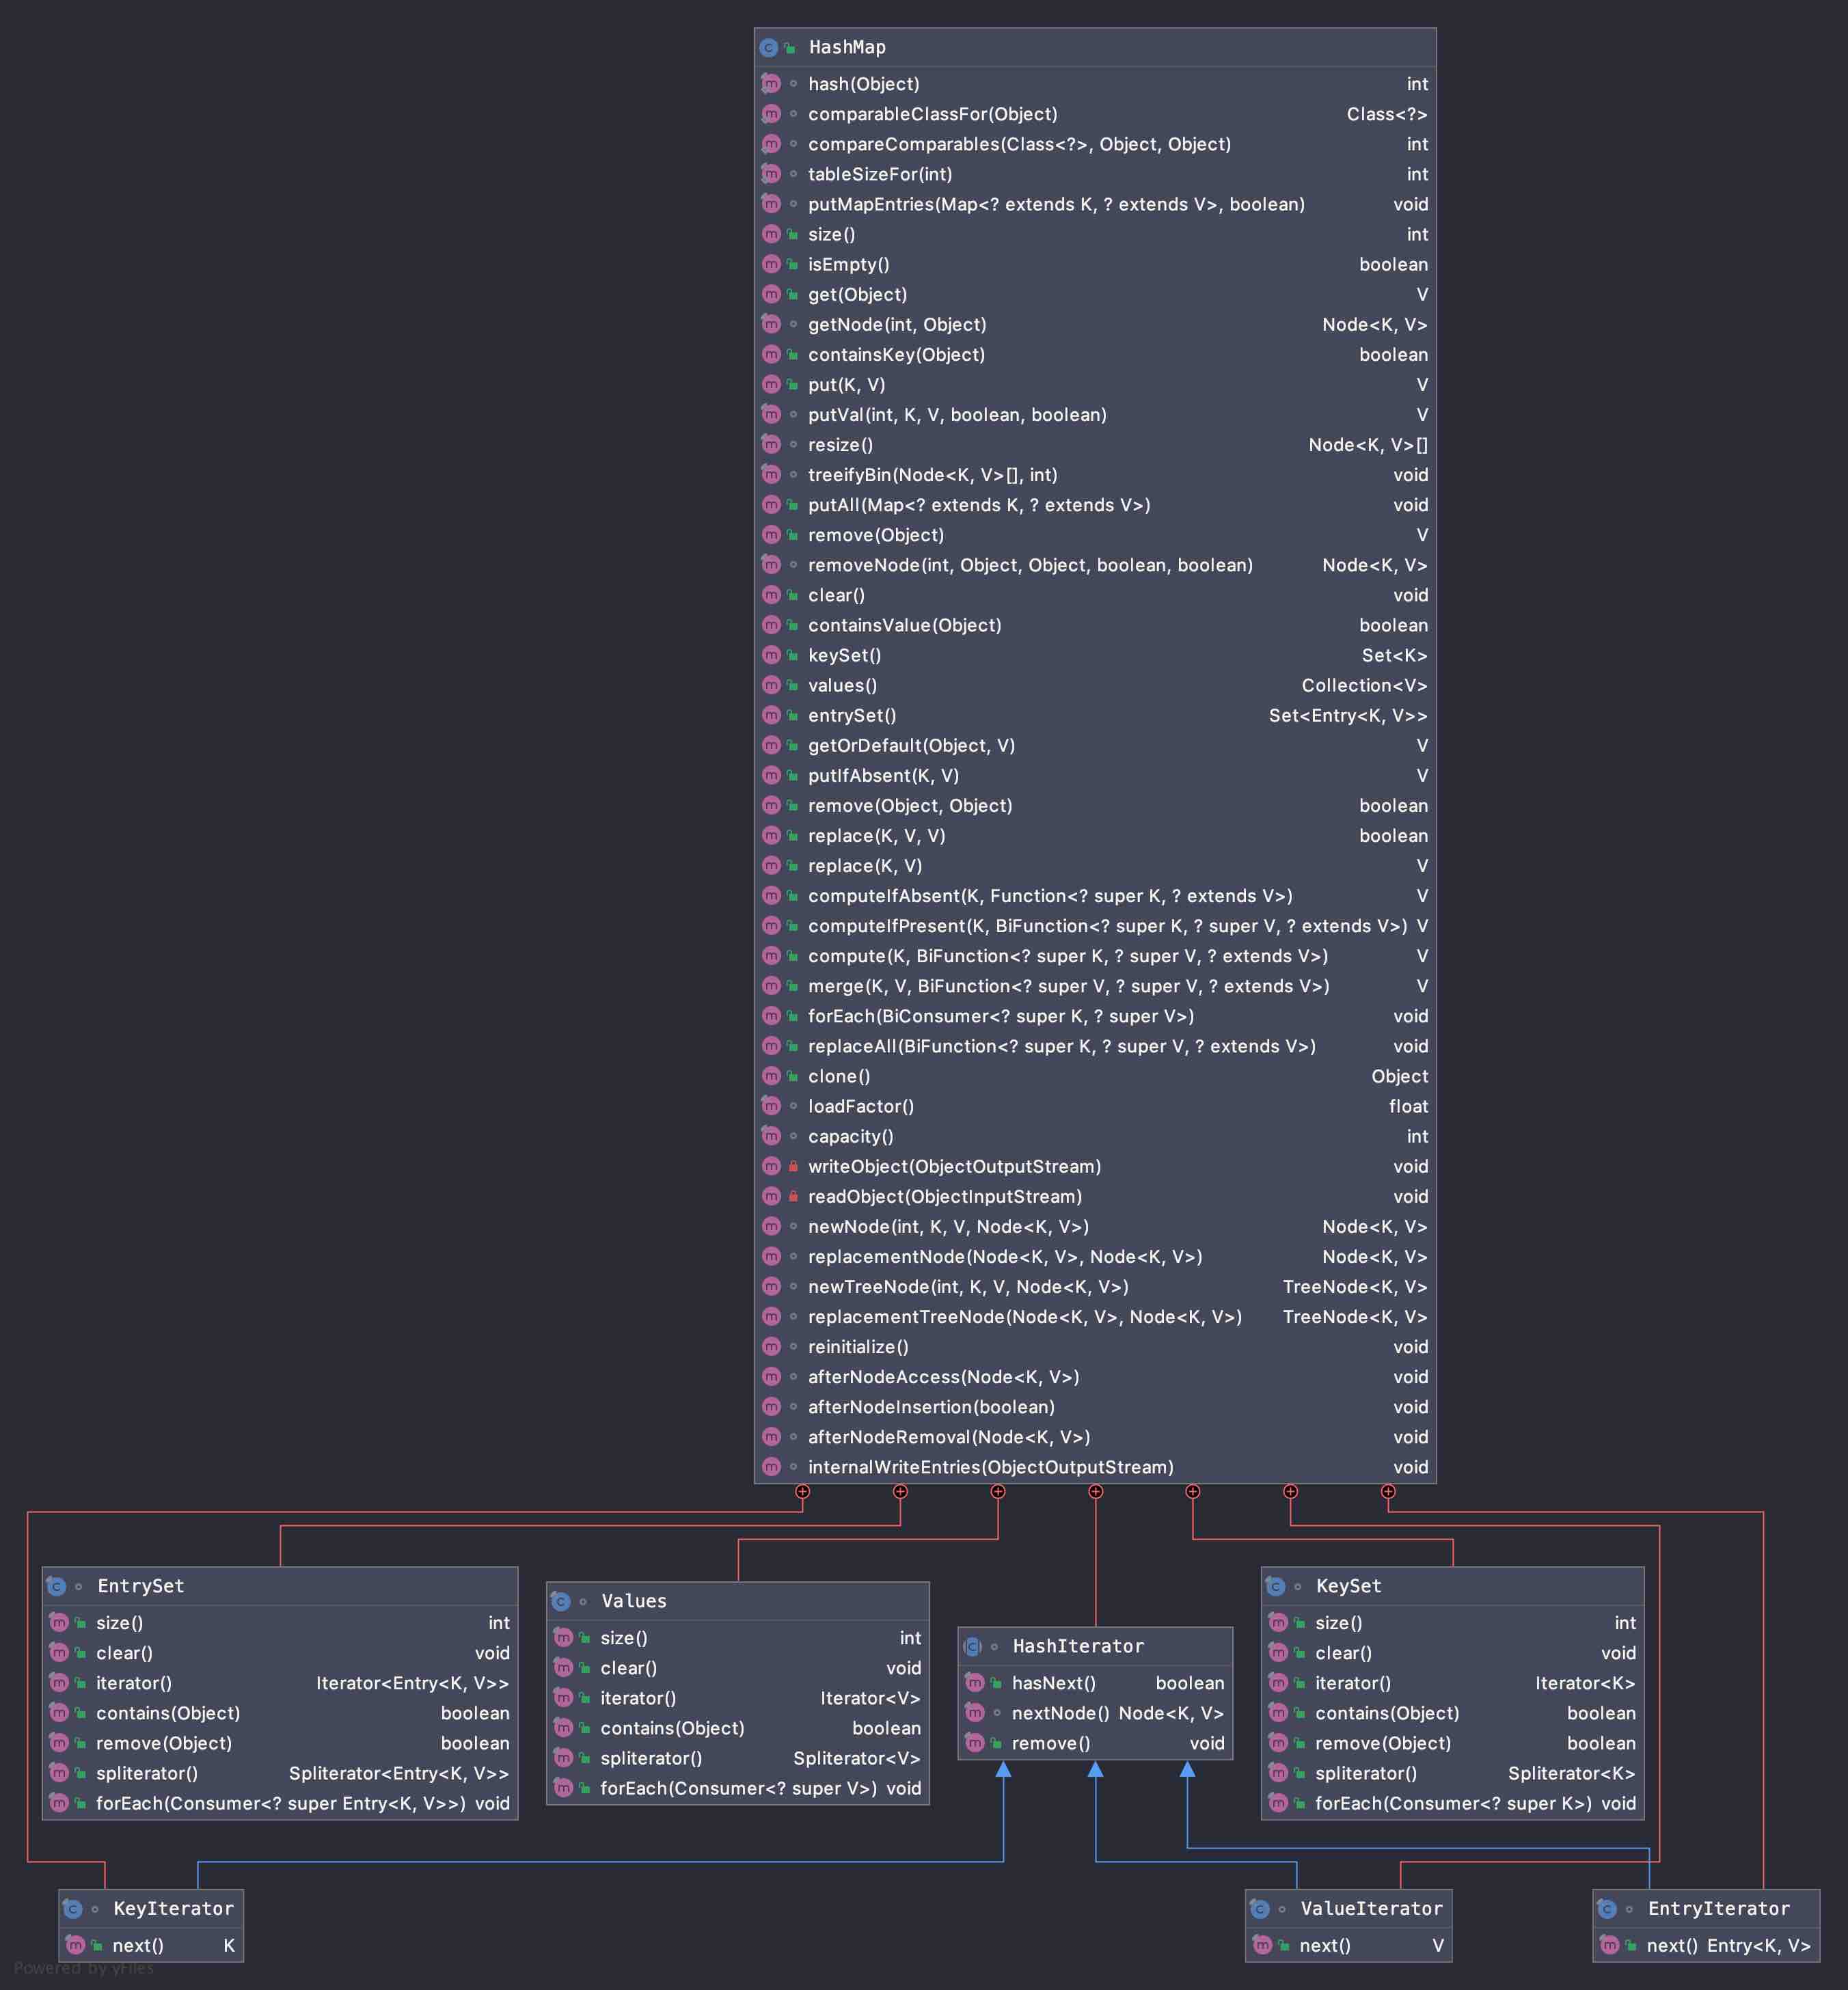 HashMap
hash(Object) int
comparableClassFor(Object) Class<?>
compareComparables(Class<?>, Object, Object) int
tableSizeFor(int) int
putMapEntries(Map<? extends K, ? extends V>, boolean) void
size() int
isEmpty() boolean
get(Object) V
getNode(int, Object) Node<K, V>
containsKey(Object) boolean
put(K, V) V
putVal(int, K, V, boolean, boolean) V
resize() Node<K, V>[]
treeifyBin(Node<K, V>[], int) void
putAll(Map<? extends K, ? extends V>) void
remove(Object) V
removeNode(int, Object, Object, boolean, boolean) Node<K, V>
clear() void
containsValue(Object) boolean
keySet() Set<K>
values() Collection<V>
entrySet() Set<Entry<K, V>>
getOrDefault(Object, V) V
putIfAbsent(K, V) V
remove(Object, Object) boolean
replace(K, V, V) boolean
replace(K, V) V
computeIfAbsent(K, Function<? super K, ? extends V>) V
computeIfPresent(K, BiFunction<? super K, ? super V, ? extends V>) V
compute(K, BiFunction<? super K, ? super V, ? extends V>) V
merge(K, V, BiFunction<? super V, ? super V, ? extends V>) V
forEach(BiConsumer<? super K, ? super V>) void
replaceAll(BiFunction<? super K, ? super V, ? extends V>) void
clone() Object
loadFactor() float
capacity() int
writeObject(ObjectOutputStream) void
readObject(ObjectInputStream) void
newNode(int, K, V, Node<K, V>) Node<K, V>
replacementNode(Node<K, V>, Node<K, V>) Node<K, V>
newTreeNode(int, K, V, Node<K, V>) TreeNode<K, V>
replacementTreeNode(Node<K, V>, Node<K, V>) TreeNode<K, V>
reinitialize() void
afterNodeAccess(Node<K, V>) void
afterNodeInsertion(boolean) void
afterNodeRemoval(Node<K, V>) void
internalWriteEntries(ObjectOutputStream) void
EntrySet
size() int
clear() void
iterator() Iterator<Entry<K, V>>
contains(Object) boolean
remove(Object) boolean
spliterator() Spliterator<Entry<K, V>>
forEach(Consumer<? super Entry<K, V>>) void
Values
size() int
clear() void
iterator() Iterator<V>
contains(Object) boolean
spliterator() Spliterator<V>
forEach(Consumer<? super V>) void
HashIterator
hasNext() boolean
nextNode() Node<K, V>
remove() void
KeySet
size() int
clear() void
iterator() Iterator<K>
contains(Object) boolean
remove(Object) boolean
spliterator() Spliterator<K>
forEach(Consumer<? super K>) void
KeyIterator
next() K
ValueIterator
next() V
EntryIterator
next() Entry<K, V>
Powered by yFiles